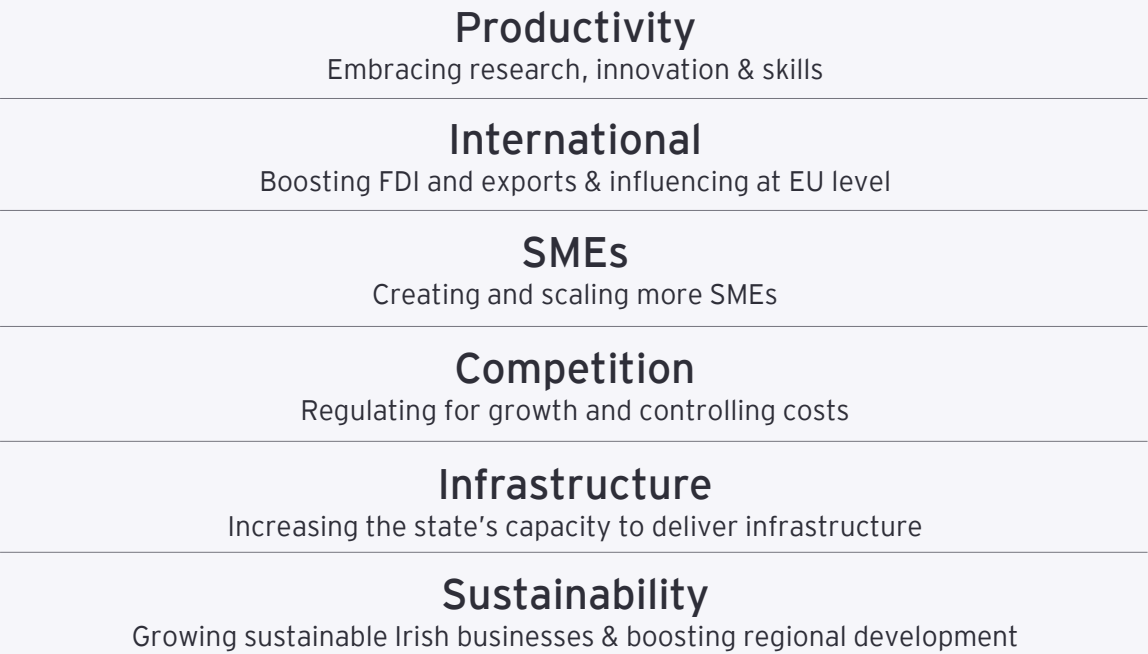 Productivity
Embracing research, innovation & skills
International
Boosting FDI and exports & influencing at EU level
SMEs
Creating and scaling more SMEs
Competition
Regulating for growth and controlling costs
Infrastructure
Increasing the state’s capacity to deliver infrastructure
Sustainability
Growing sustainable Irish businesses & boosting regional development